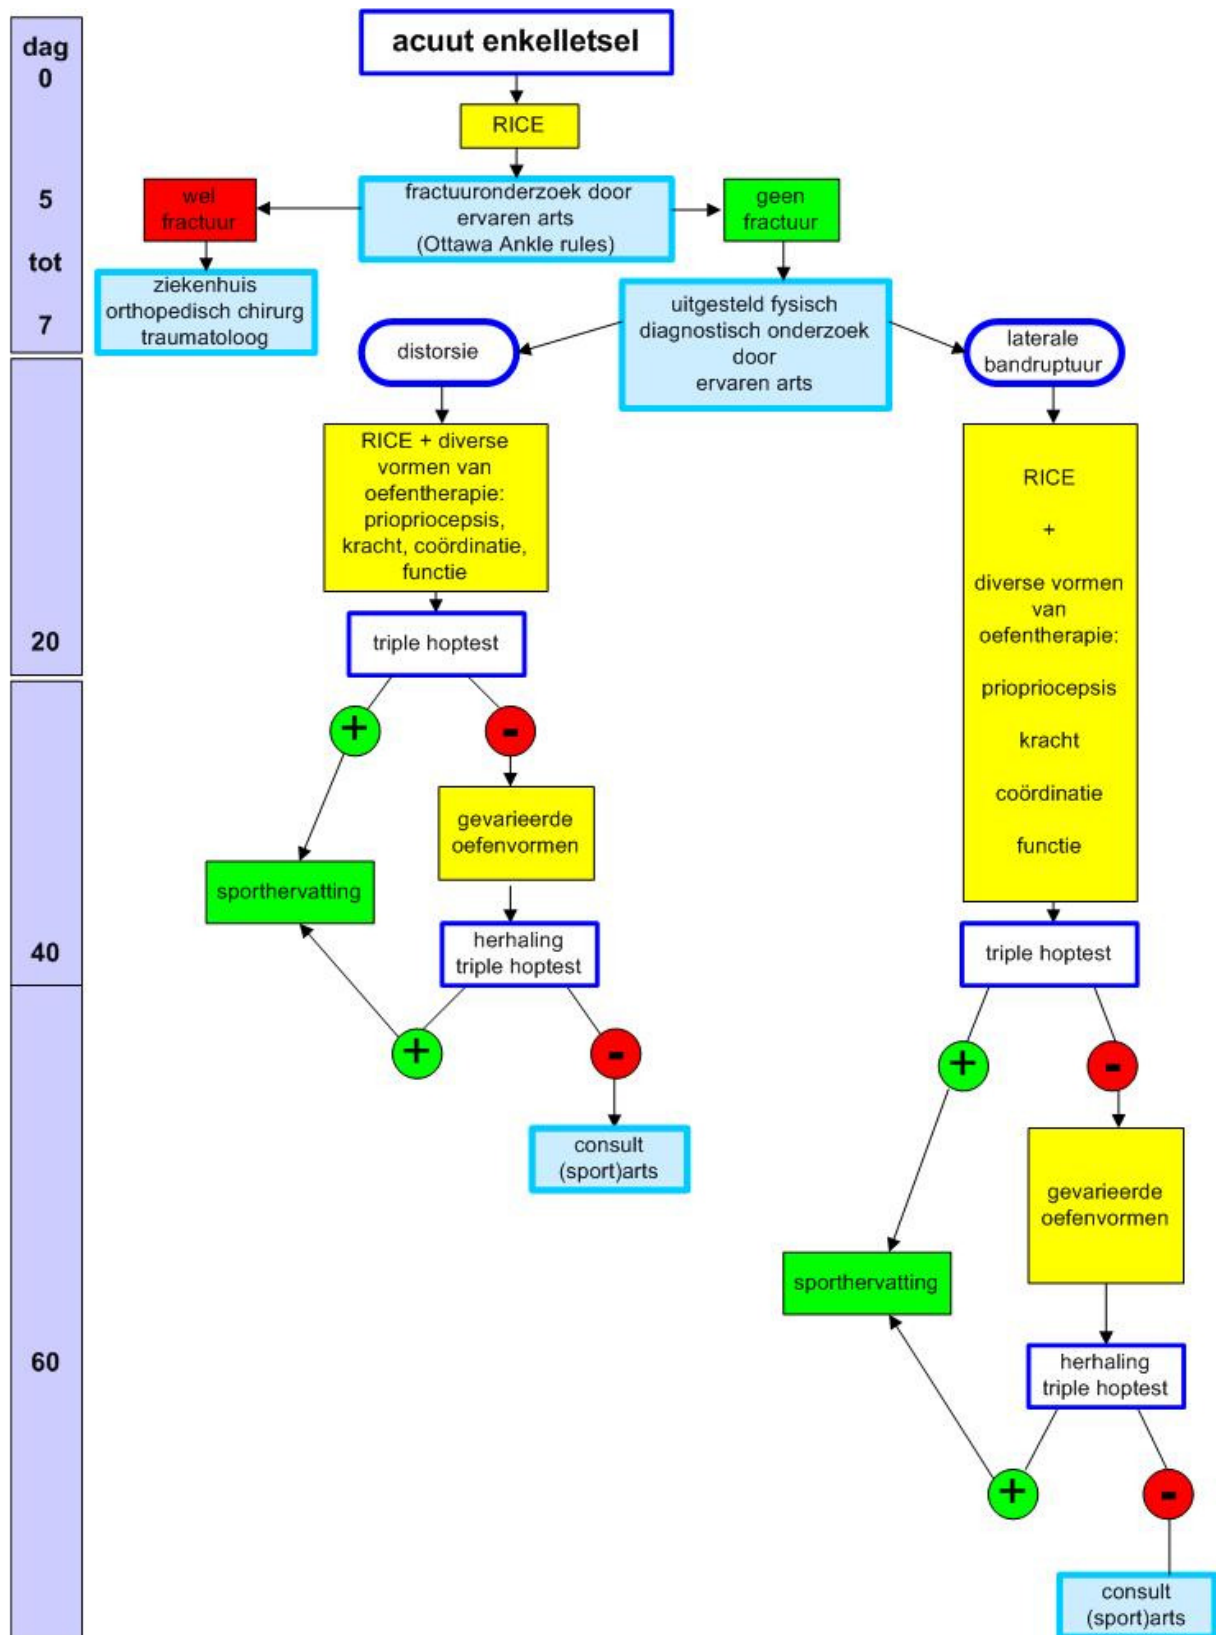 dag
0
5
tot
7
20
40
60
acuut enkelletsel
RICE
fractuuronderzoek door
ervaren arts
(Ottawa Ankle rules)
wel
fractuur
geen
fractuur
ziekenhuis
orthopedisch chirurg
traumatoloog
uitgesteld fysisch
diagnostisch onderzoek
door
ervaren arts
distorsie
laterale
bandruptuur
RICE + diverse
vormen van
oefentherapie:
priopriocepsis,
kracht, coördinatie,
functie
triple hoptest
+
-
gevarieerde
oefenvormen
sporthervatting
herhaling
triple hoptest
+
-
consult
(sport)arts
RICE
+
diverse vormen
van
oefentherapie:
priopriocepsis
kracht
coördinatie
functie
triple hoptest
+
-
gevarieerde
oefenvormen
sporthervatting
herhaling
triple hoptest
+
-
consult
(sport)arts